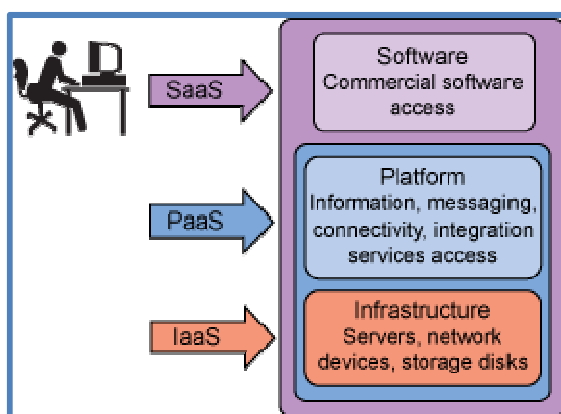 SaaS
Software
Commercial software
access
PaaS
Platform
Information, messaging,
connectivity, integration
services access
IaaS
Infrastructure
Servers, network
devices, storage disks